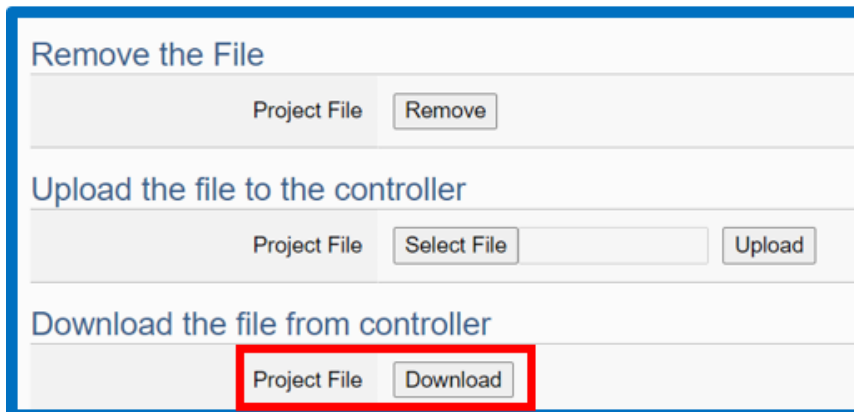 Remove the File
Project File Remove
Upload the file to the controller
Project File Select File Upload
Download the file from controller
Project File Download